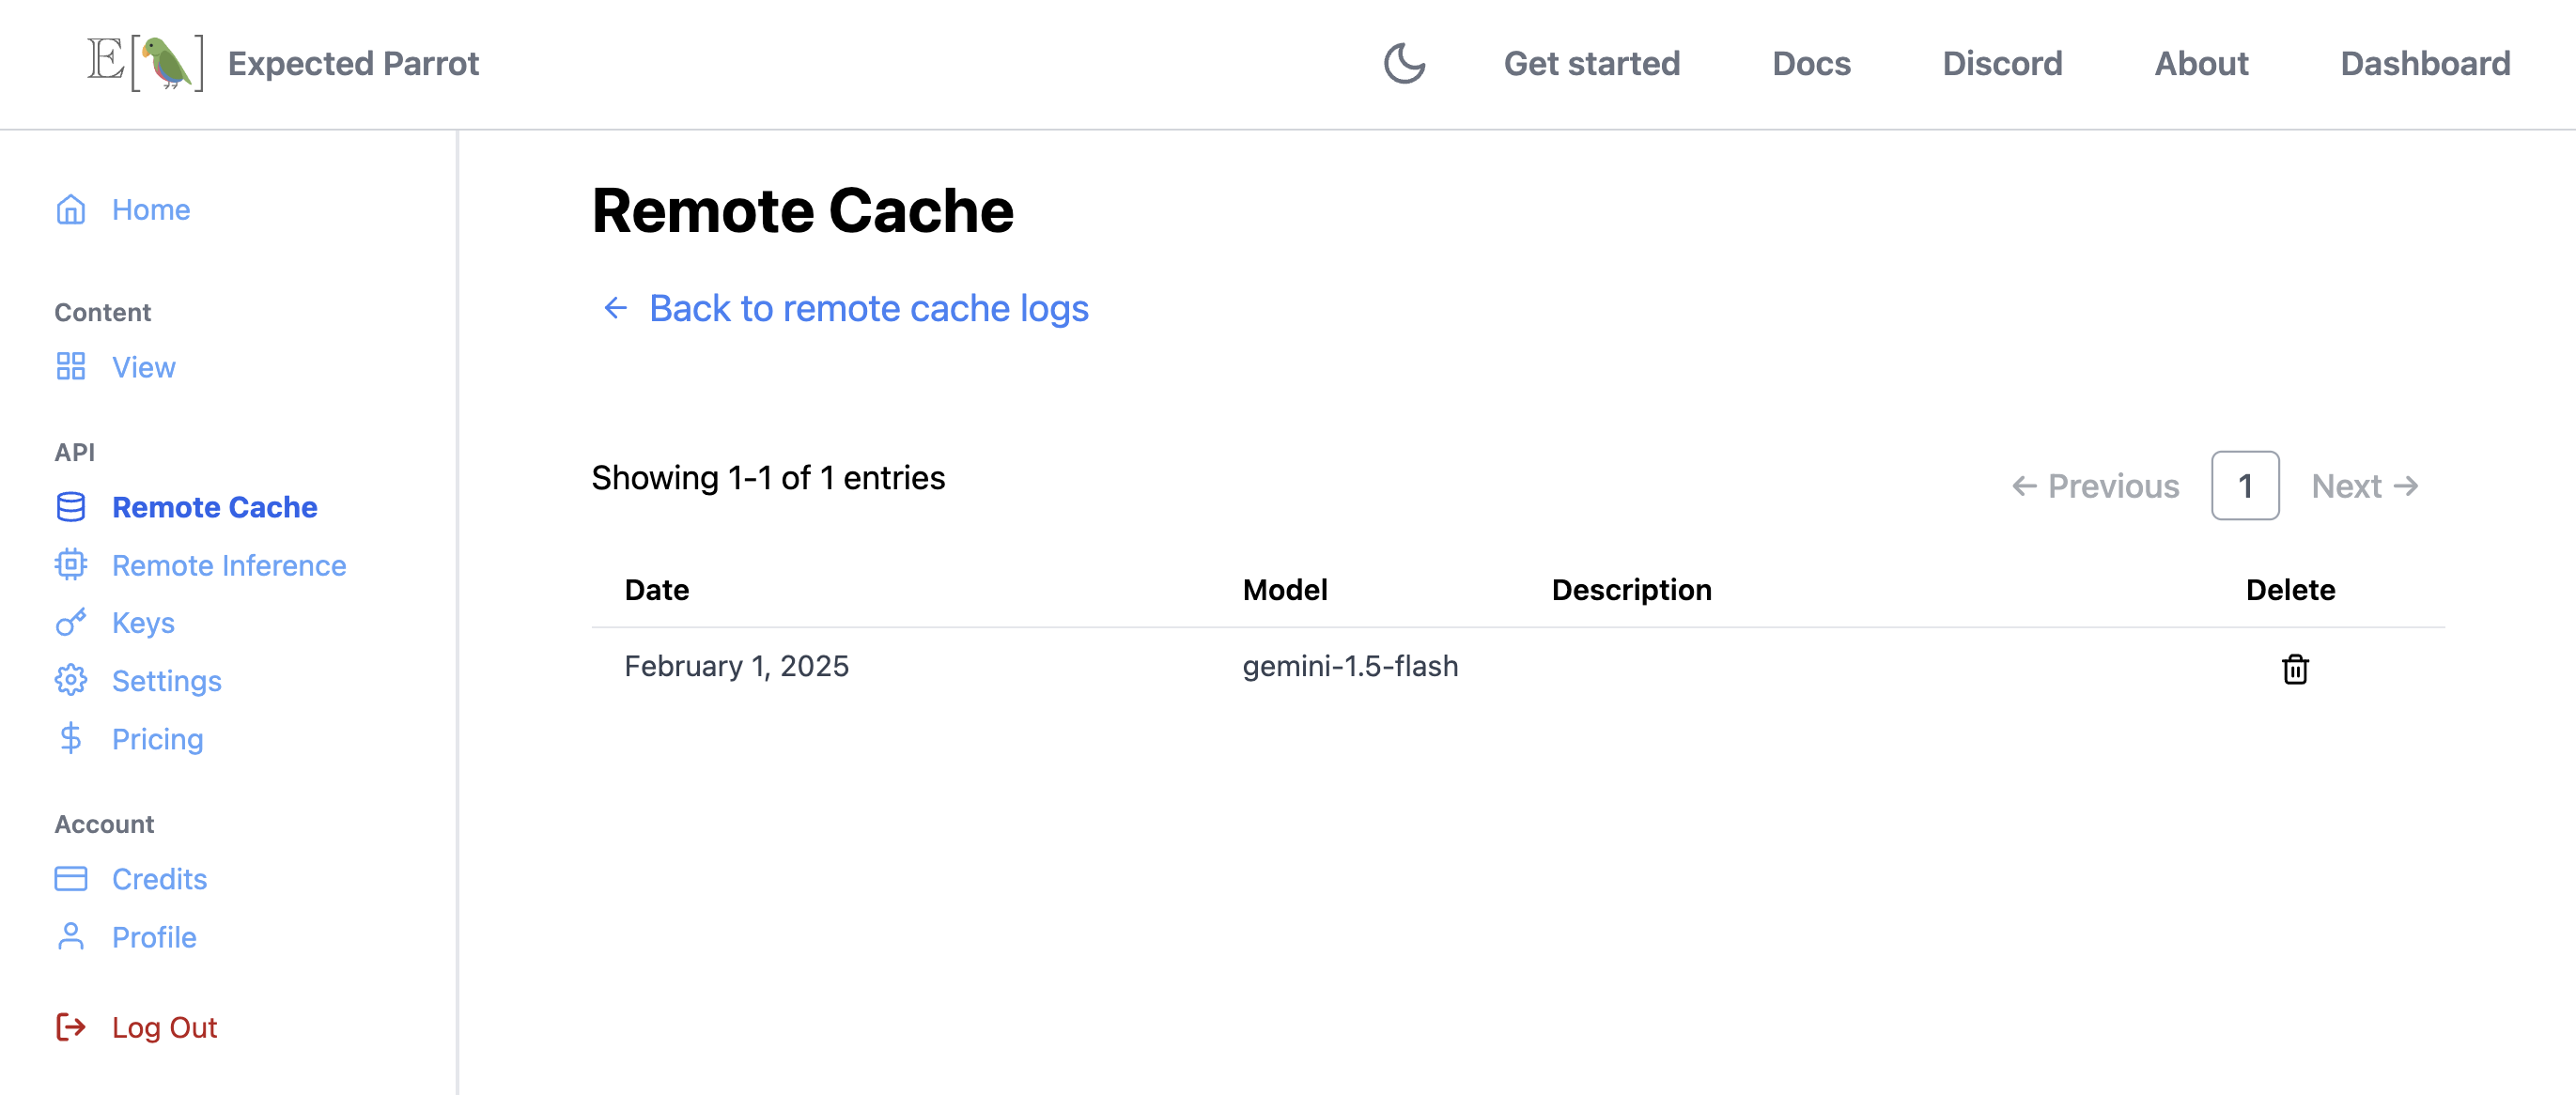 E[ ] Expected Parrot
Get started
Docs
Discord
About
Dashboard
Home
Content
View
API
Remote Cache
Remote Inference
Keys
Settings
Pricing
Account
Credits
Profile
Log Out
Remote Cache
← Back to remote cache logs
Showing 1-1 of 1 entries
← Previous 1 Next →
Date Model Description Delete
February 1, 2025 gemini-1.5-flash